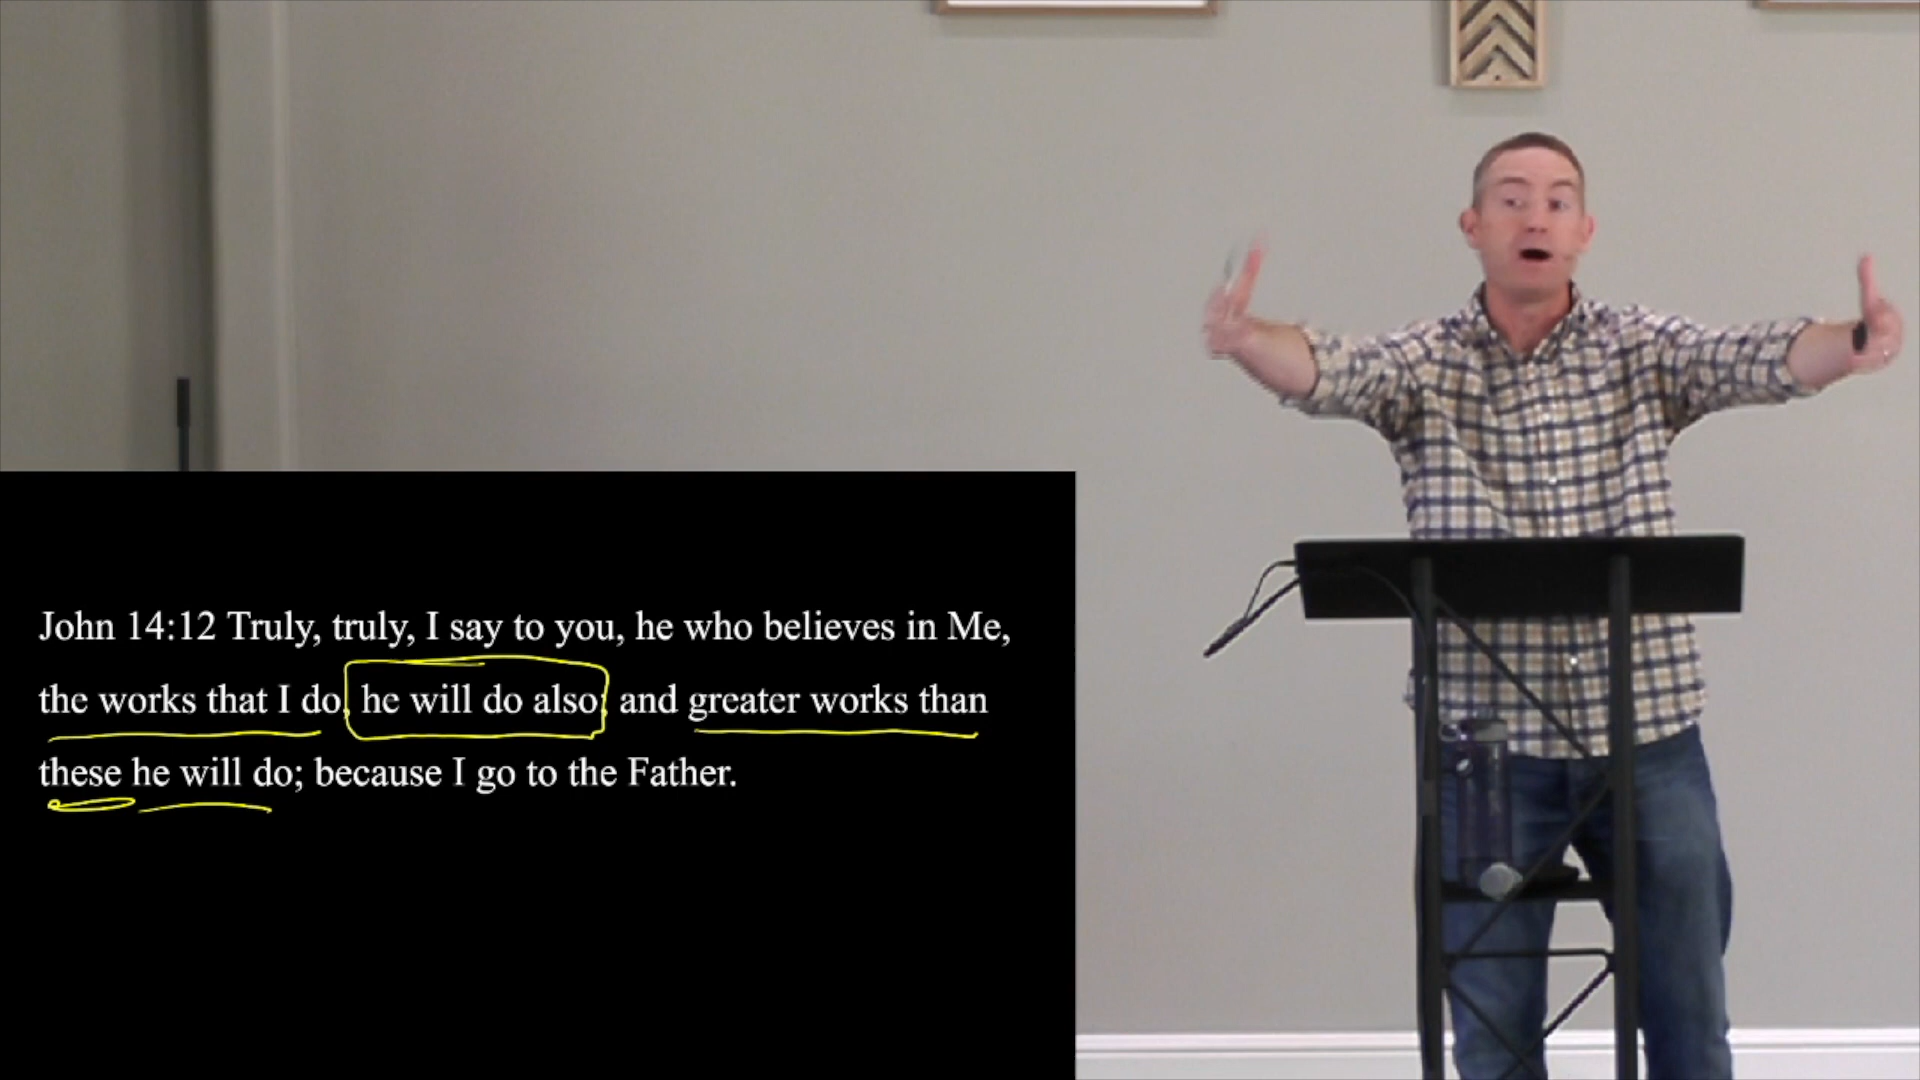 John 14:12 Truly, truly, I say to you, he who believes in Me,
the works that I do, he will do also; and greater works than
these he will do; because I go to the Father.